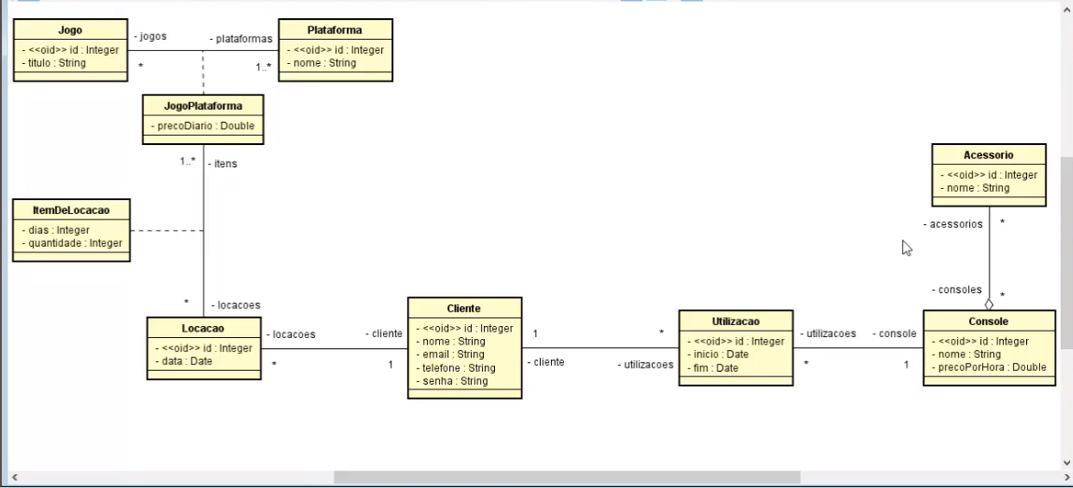 Jogo
- <<oid>> id : Integer
- titulo : String
- jogos
*
- plataformas
1..*
Plataforma
- <<oid>> id : Integer
- nome : String
JogoPlataforma
- precoDiario : Double
1..*
- itens
ItemDeLocacao
- dias : Integer
- quantidade : Integer
*
- locacoes
Locacao
- <<oid>> id : Integer
- data : Date
- locacoes
*
- cliente
1
Cliente
- <<oid>> id : Integer
- nome : String
- email : String
- telefone : String
- senha : String
1
- cliente
*
- utilizacoes
Utilizacao
- <<oid>> id : Integer
- inicio : Date
- fim : Date
- utilizacoes
*
- console
1
Acessorio
- <<oid>> id : Integer
- nome : String
- acessorios
*
- consoles
*
Console
- <<oid>> id : Integer
- nome : String
- precoPorHora : Double